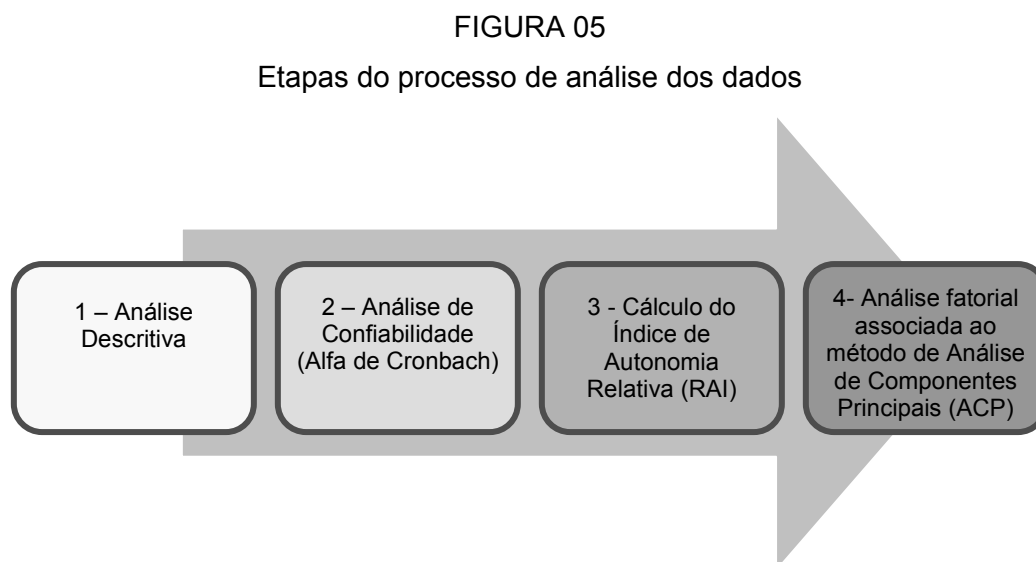 FIGURA 05
Etapas do processo de análise dos dados
1 – Análise
Descritiva
2 – Análise de
Confiabilidade
(Alfa de Cronbach)
3 - Cálculo do
Índice de
Autonomia
Relativa (RAI)
4- Análise fatorial
associada ao
método de Análise
de Componentes
Principais (ACP)